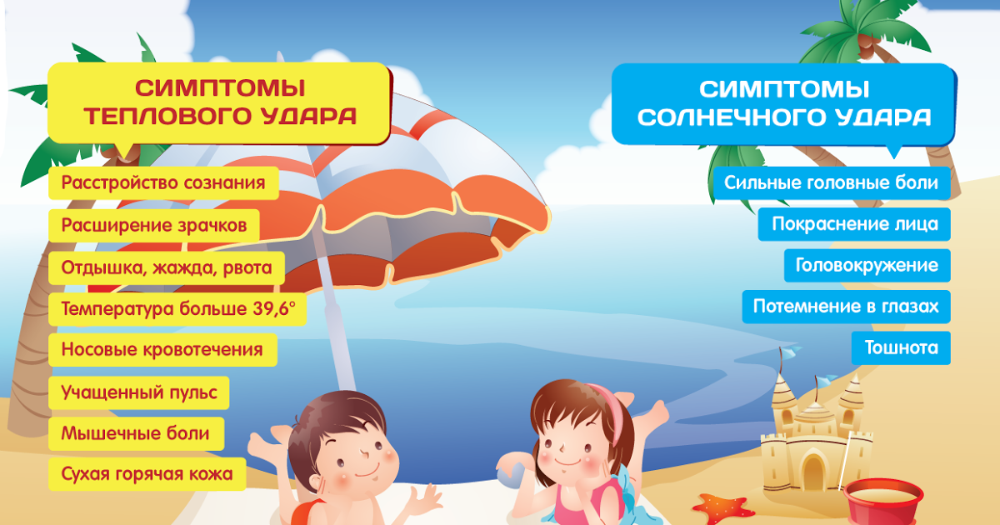 СИМПТОМЫ
ТЕПЛОВОГО УДАРА
Расстройство сознания
Расширение зрачков
Отдышка, жажда, рвота
Температура больше 39,6°
Носовые кровотечения
Учащенный пульс
Мышечные боли
Сухая горячая кожа
СИМПТОМЫ
СОЛНЕЧНОГО УДАРА
Сильные головные боли
Покраснение лица
Головокружение
Потемнение в глазах
Тошнота